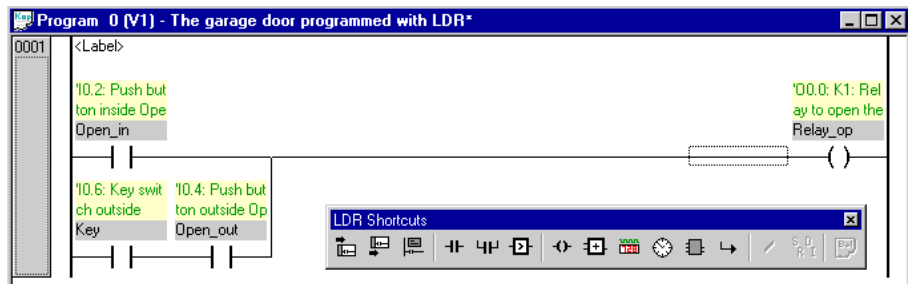 Program 0 (V1) - The garage door programmed with LDR*
0001
<Label>
'I0.2: Push but
ton inside Ope
Open_in
'O0.0: K1: Rel
ay to open the
Relay_op
'I0.6: Key swit
ch outside
Key
'I0.4: Push but
ton outside Op
Open_out
LDR Shortcuts